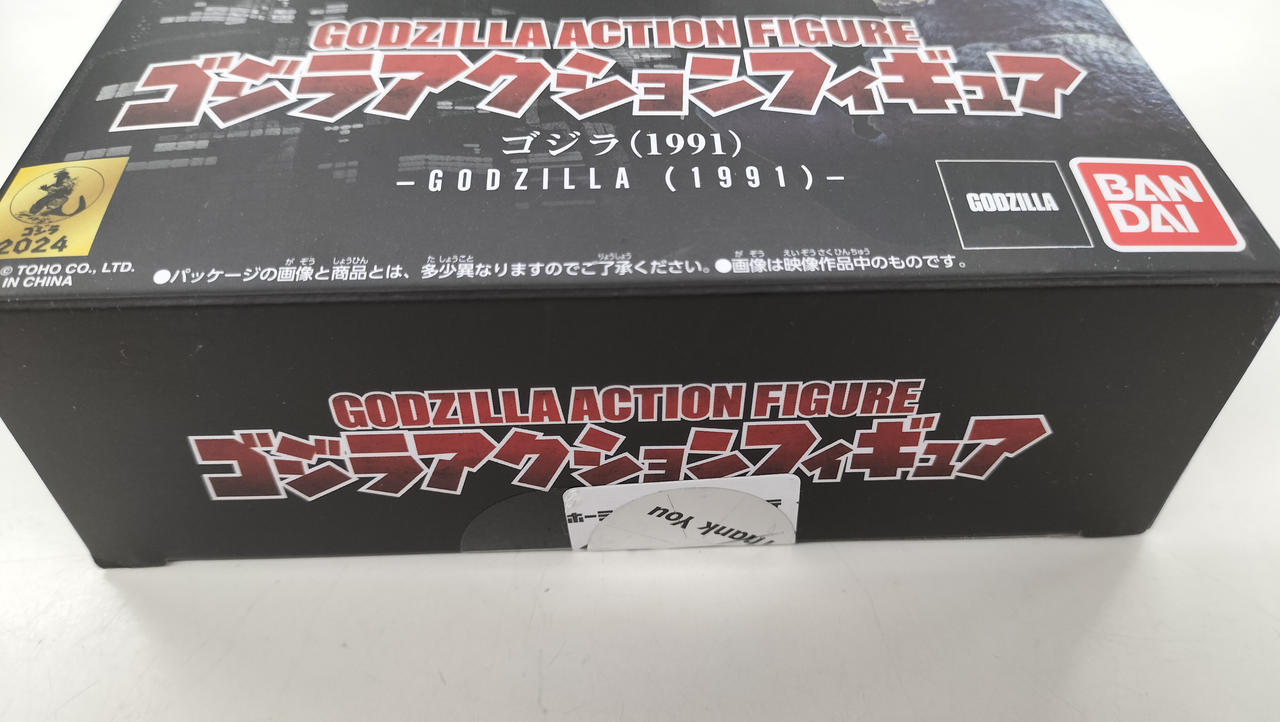 GODZILLA ACTION FIGURE
ゴジラアクションフィギュア
ゴジラ(1991)
–GODZILLA (1991)–
ゴジラ
2024
GODZILLA
BAN
DAI
© TOHO CO., LTD.
IN CHINA
●パッケージの画像と商品とは、多少異なりますのでご了承ください。●画像は映像作品中のものです。
GODZILLA ACTION FIGURE
ゴジラアクションフィギュア
Thank You